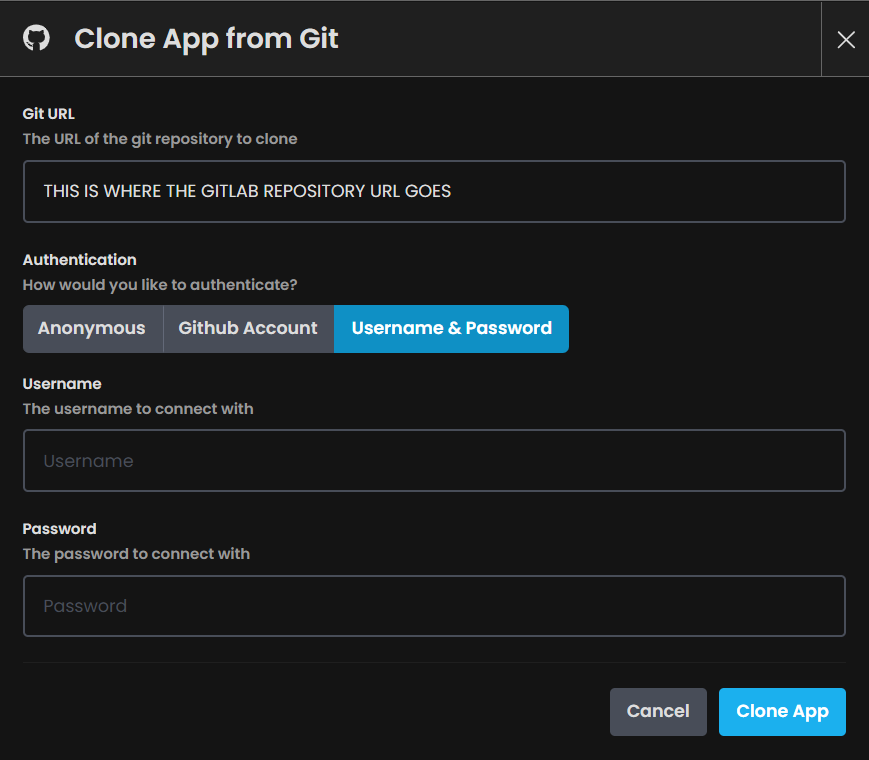 Clone App from Git
Git URL
The URL of the git repository to clone
THIS IS WHERE THE GITLAB REPOSITORY URL GOES
Authentication
How would you like to authenticate?
Anonymous Github Account Username & Password
Username
The username to connect with
Username
Password
The password to connect with
Password
Cancel Clone App